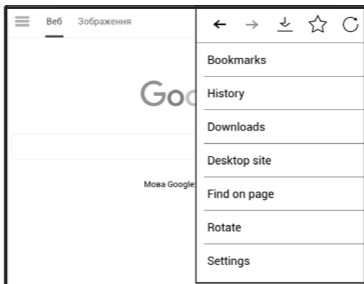 Веб Зображення
Goo
Мова Google
Bookmarks
History
Downloads
Desktop site
Find on page
Rotate
Settings